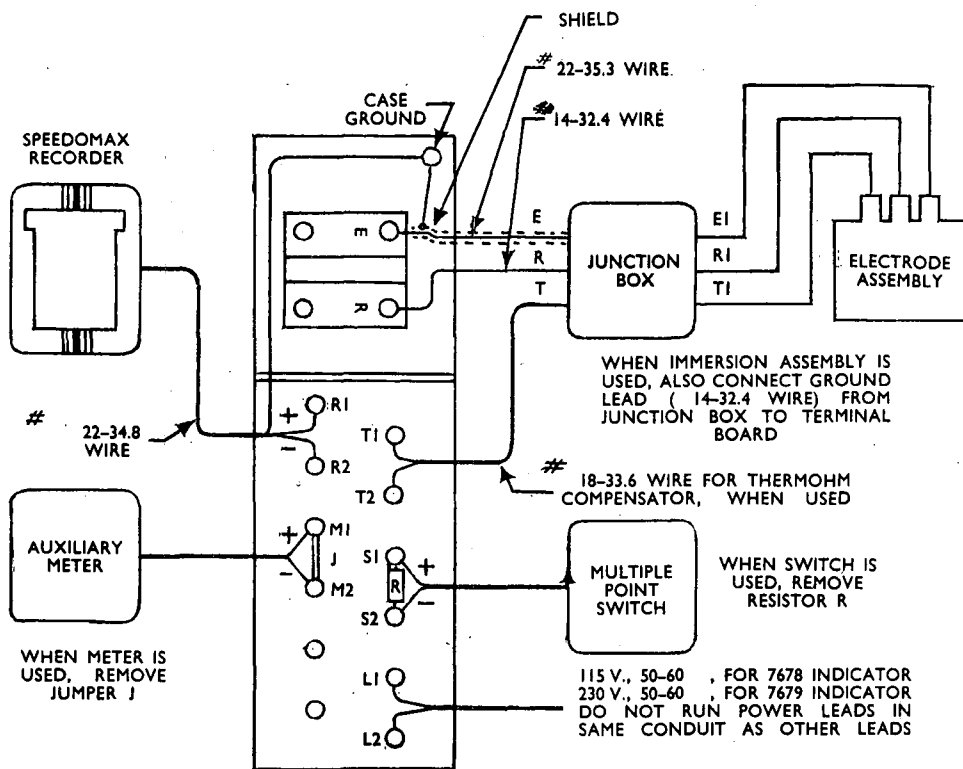 SHIELD
# 22-35.3 WIRE.
# 14-32.4 WIRE
CASE
GROUND
SPEEDOMAX
RECORDER
E
R
E
R
T
JUNCTION
BOX
E1
R1
T1
ELECTRODE
ASSEMBLY
WHEN IMMERSION ASSEMBLY IS
USED, ALSO CONNECT GROUND
LEAD ( 14-32.4 WIRE) FROM
JUNCTION BOX TO TERMINAL
BOARD
#
22-34.8
WIRE
+
-
R1
R2
T1
T2
#
18-33.6 WIRE FOR THERMOHM
COMPENSATOR, WHEN USED
AUXILIARY
METER
+
-
M1
J
M2
S1
R
S2
+
-
MULTIPLE
POINT
SWITCH
WHEN SWITCH IS
USED, REMOVE
RESISTOR R
WHEN METER IS
USED, REMOVE
JUMPER J
L1
L2
115 V., 50-60 , FOR 7678 INDICATOR
230 V., 50-60 , FOR 7679 INDICATOR
DO NOT RUN POWER LEADS IN
SAME CONDUIT AS OTHER LEADS